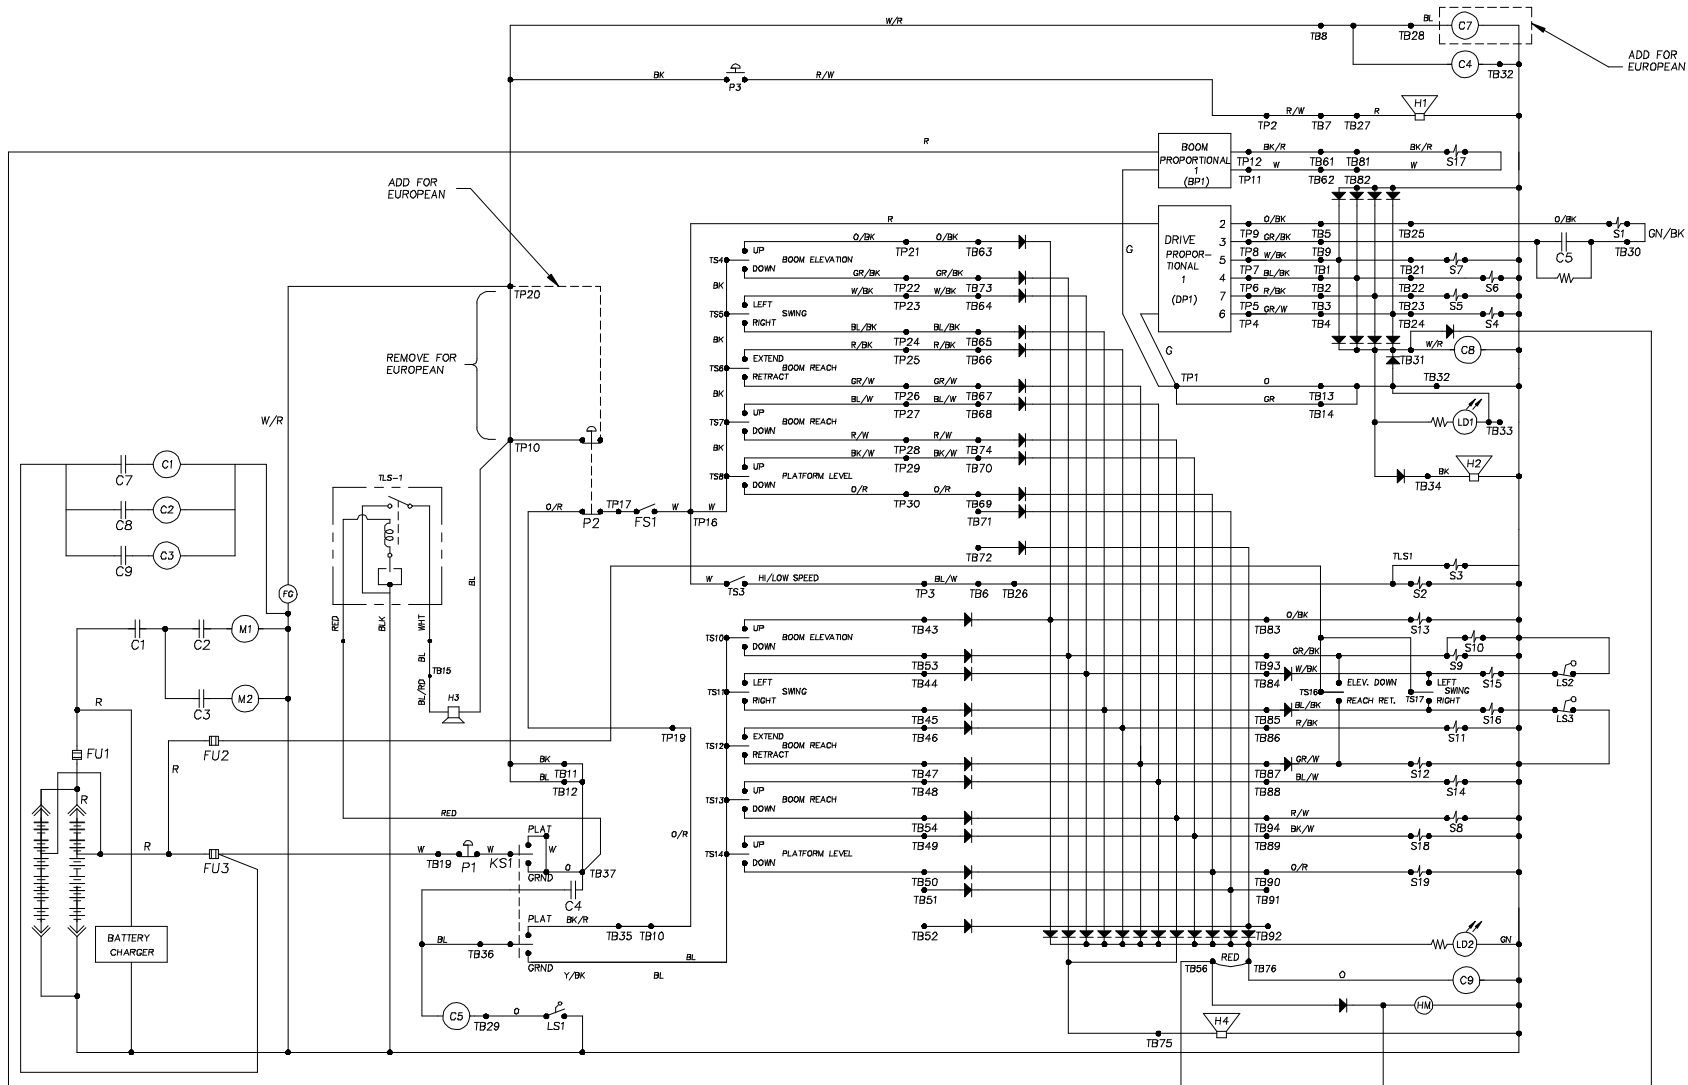 W/R
TB8
BL
TB28
C7
ADD FOR
EUROPEAN
C4
TB32
BK
P3
R/W
H1
TP2
R/W
TB7
TB27
R
R
BOOM
PROPORTIONAL
1
(BP1)
BK/R
TP12
TB61
TB81
BK/R
S17
W
TP11
TB62
TB82
W
ADD FOR
EUROPEAN
R
DRIVE
PROPOR-
TIONAL
1
(DP1)
2
3
5
4
7
6
O/BK
TP9
TB5
TB25
O/BK
S1
GN/BK
GR/BK
TP8
TB9
C5
TB30
W/BK
TP7
TB1
TB21
S7
BL/BK
TP6
TB2
TB22
S6
R/BK
TP5
TB3
TB23
S5
GR/W
TP4
TB4
TB24
S4
G
G
TS4
UP
BOOM ELEVATION
DOWN
O/BK
TP21
O/BK
TB63
BK
GR/BK
TP22
GR/BK
TB73
TS5
LEFT
SWING
RIGHT
W/BK
TP23
W/BK
TB64
BK
BL/BK
TP24
BL/BK
TB65
TS6
EXTEND
BOOM REACH
RETRACT
R/BK
TP25
R/BK
TB66
BK
GR/W
TP26
GR/W
TB67
TS7
UP
BOOM REACH
DOWN
BL/W
TP27
BL/W
TB68
BK
R/W
TP28
R/W
TB74
TS8
UP
PLATFORM LEVEL
DOWN
BK/W
TP29
BK/W
TB70
O/R
TP30
O/R
TB69
TB71
TB72
TP20
REMOVE FOR
EUROPEAN
TP10
W/R
W/R
TB31
C8
TP1
O
TB13
TB32
GR
TB14
LD1
TB33
BK
TB34
H2
C7
C1
C8
C2
C9
C3
TLS-1
O/R
P2
TP17
FS1
W
TP16
W
W
TS3
HI/LOW SPEED
TP3
BL/W
TB6
TB26
TLS1
S3
S2
FG
BL
RED
BLK
WHT
BL
TB15
BL/RD
H3
C1
C2
M1
C3
M2
R
FU1
FU2
R
R
R
FU3
BATTERY
CHARGER
TP19
BK
TB11
BL
TB12
RED
O/R
W
TB19
P1
W
KS1
PLAT
W
GRND
O
TB37
C4
PLAT
BK/R
TB35
TB10
BL
TB36
GRND
Y/BK
BL
BL
C5
TB29
O
LS1
TS10
UP
BOOM ELEVATION
DOWN
TB43
TB53
TS11
LEFT
SWING
RIGHT
TB44
TB45
TS12
EXTEND
BOOM REACH
RETRACT
TB46
TB47
TS13
UP
BOOM REACH
DOWN
TB48
TB54
TS14
UP
PLATFORM LEVEL
DOWN
TB49
TB50
TB51
TB52
O/BK
TB83
S13
S10
GR/BK
TB93
S9
W/BK
TB84
ELEV. DOWN
TS16
REACH RET.
LEFT
SWING
TS17
RIGHT
S15
LS2
BL/BK
TB85
S16
LS3
R/BK
TB86
S11
GR/W
TB87
S12
BL/W
TB88
S14
R/W
TB94
S8
BK/W
TB89
S18
O/R
TB90
S19
TB91
TB92
LD2
GN
TB56
RED
TB76
O
C9
HM
TB75
H4